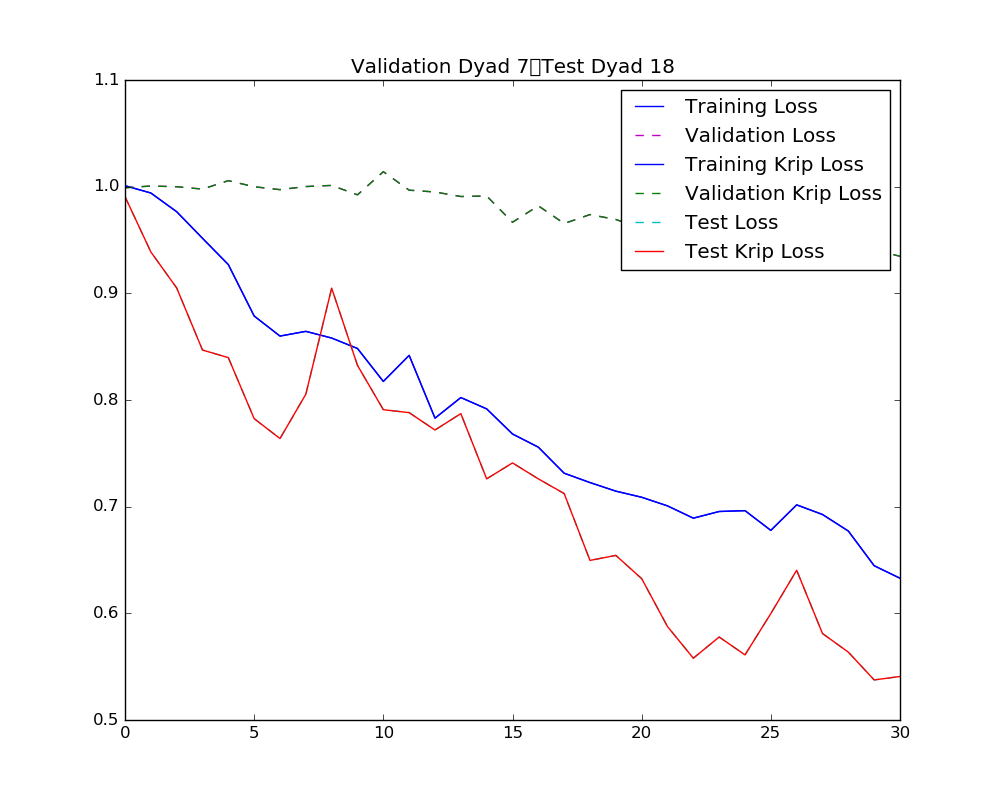 Validation Dyad 7▯Test Dyad 18
1.1
1.0
0.9
0.8
0.7
0.6
0.5
0
5
10
15
20
25
30
Training Loss
Validation Loss
Training Krip Loss
Validation Krip Loss
Test Loss
Test Krip Loss